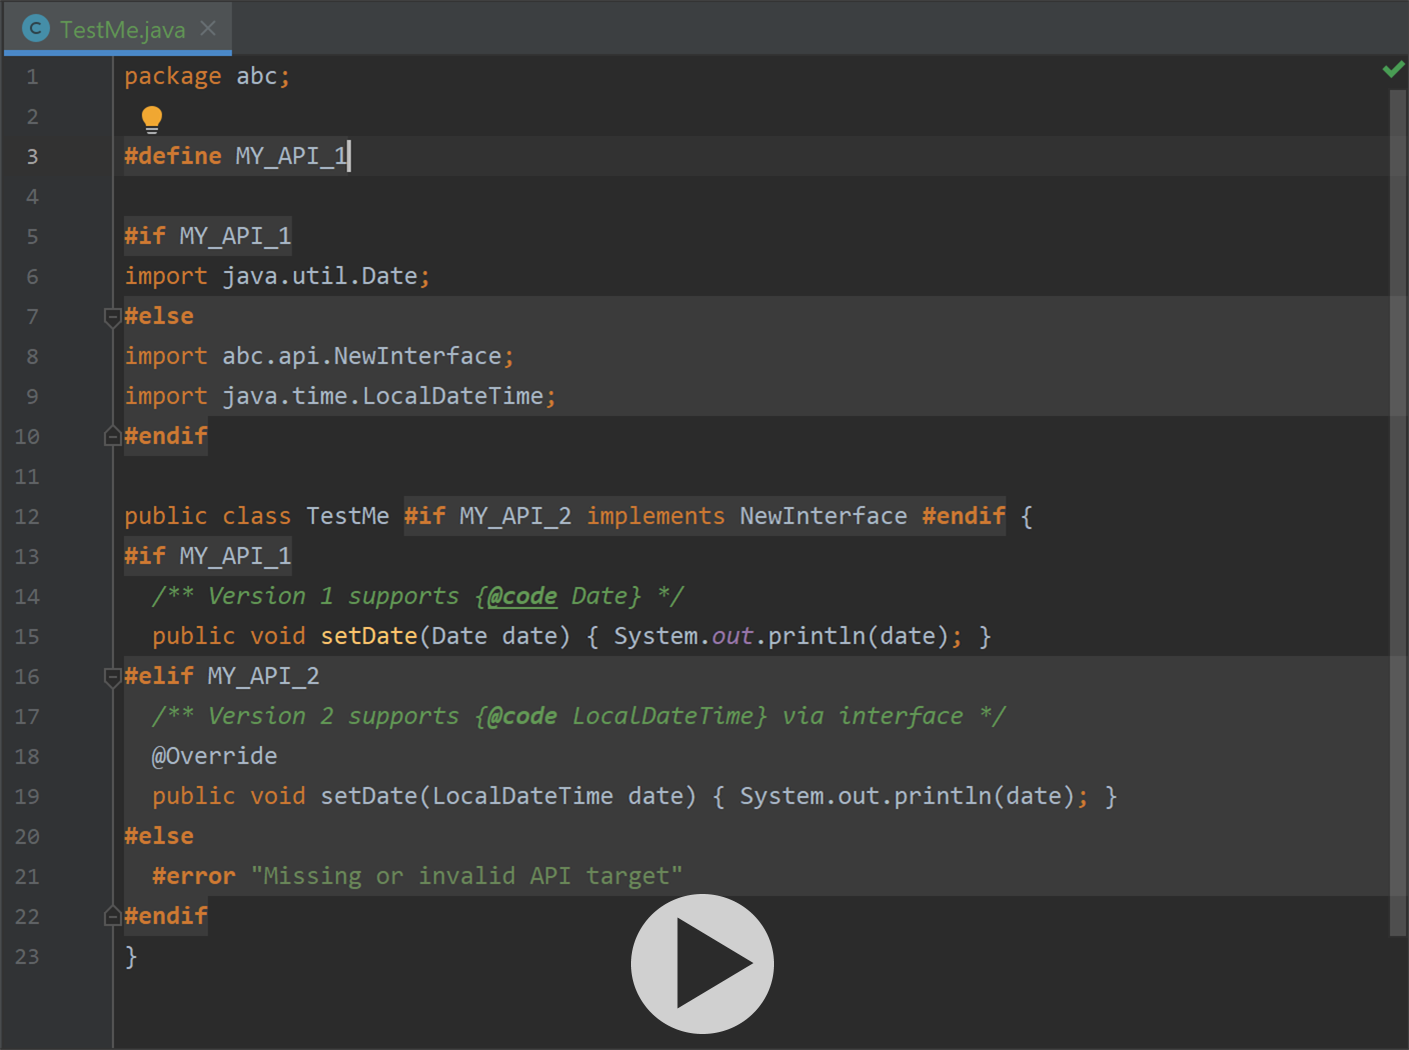 C TestMe.java
1 package abc;
2
3 #define MY_API_1
4
5 #if MY_API_1
6 import java.util.Date;
7 #else
8 import abc.api.NewInterface;
9 import java.time.LocalDateTime;
10 #endif
11
12 public class TestMe #if MY_API_2 implements NewInterface #endif {
13 #if MY_API_1
14 /** Version 1 supports {@code Date} */
15 public void setDate(Date date) { System.out.println(date); }
16 #elif MY_API_2
17 /** Version 2 supports {@code LocalDateTime} via interface */
18 @Override
19 public void setDate(LocalDateTime date) { System.out.println(date); }
20 #else
21 #error "Missing or invalid API target"
22 #endif
23 }